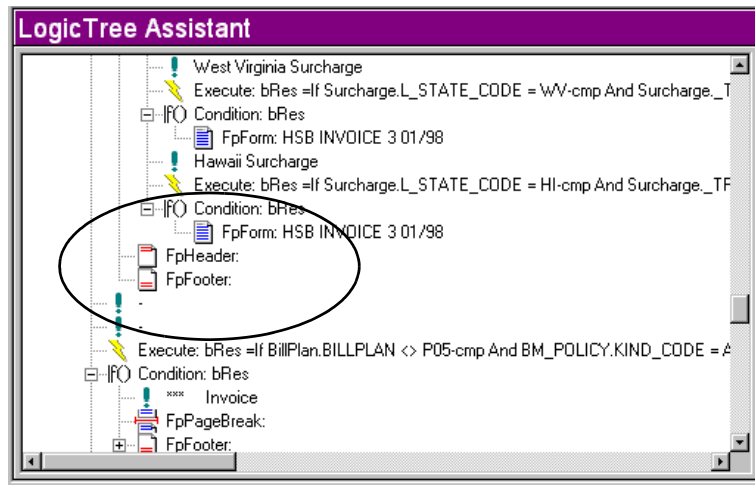 LogicTree Assistant
West Virginia Surcharge
Execute: bRes =If Surcharge.L_STATE_CODE = WV-cmp And Surcharge._T
If() Condition: bRes
FpForm: HSB INVOICE 3 01/98
Hawaii Surcharge
Execute: bRes =If Surcharge.L_STATE_CODE = HI-cmp And Surcharge._TF
If() Condition: bRes
FpForm: HSB INVOICE 3 01/98
FpHeader:
FpFooter:
-
-
Execute: bRes =If BillPlan.BILLPLAN <> P05-cmp And BM_POLICY.KIND_CODE = A
If() Condition: bRes
*** Invoice
FpPageBreak:
FpFooter: